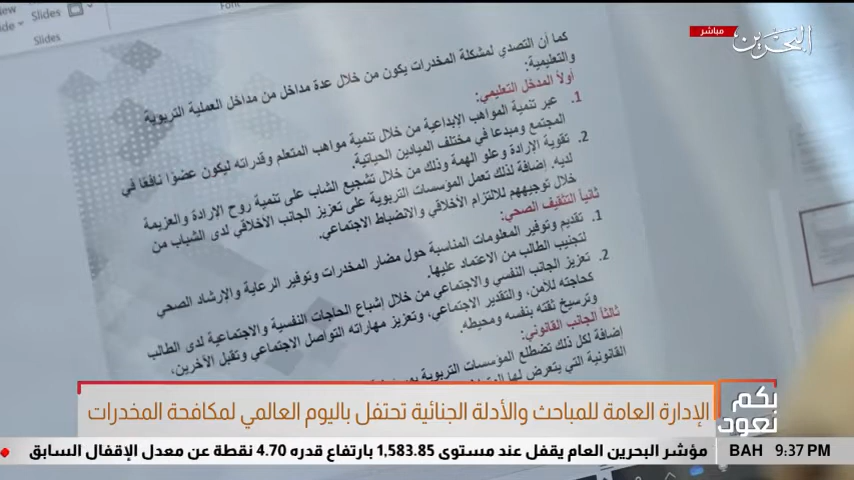 Slides
Slides
Font
مباشر
البحرين
كما أن التصدي لمشكلة المخدرات يكون من خلال عدة مداخل من مداخل العملية التربوية
والتعليمية:
أولاً المدخل التعليمي:
1. عبر تنمية المواهب الإبداعية من خلال تنمية مواهب المتعلم وقدراته ليكون عضوًا نافعًا في
المجتمع ومبدعا في مختلف الميادين الحياتية.
2. تقوية الإرادة وعلو الهمة وذلك من خلال تشجيع الشاب على تنمية روح الإرادة والعزيمة
لديه. إضافة لذلك تعمل المؤسسات التربوية على تعزيز الجانب الأخلاقي لدى الشباب من
خلال توجيههم للالتزام الأخلاقي والانضباط الاجتماعي.
ثانياً التثقيف الصحي:
1. تقديم وتوفير المعلومات المناسبة حول مضار المخدرات وتوفير الرعاية والإرشاد الصحي
لتجنيب الطالب من الاعتماد عليها.
2. تعزيز الجانب النفسي والاجتماعي من خلال إشباع الحاجات النفسية والاجتماعية لدى الطالب
كحاجته للأمن، والتقدير الاجتماعي، وتعزيز مهاراته التواصل الاجتماعي وتقبل الآخرين،
وترسيخ ثقته بنفسه ومحيطه.
ثالثاً الجانب القانوني:
إضافة لكل ذلك تضطلع المؤسسات التربوية
القانونية التي يتعرض لها
بكم نعود
الإدارة العامة للمباحث والأدلة الجنائية تحتفل باليوم العالمي لمكافحة المخدرات
BAH 9:37 PM
مؤشر البحرين العام يقفل عند مستوى 1,583.85 بارتفاع قدره 4.70 نقطة عن معدل الإقفال السابق